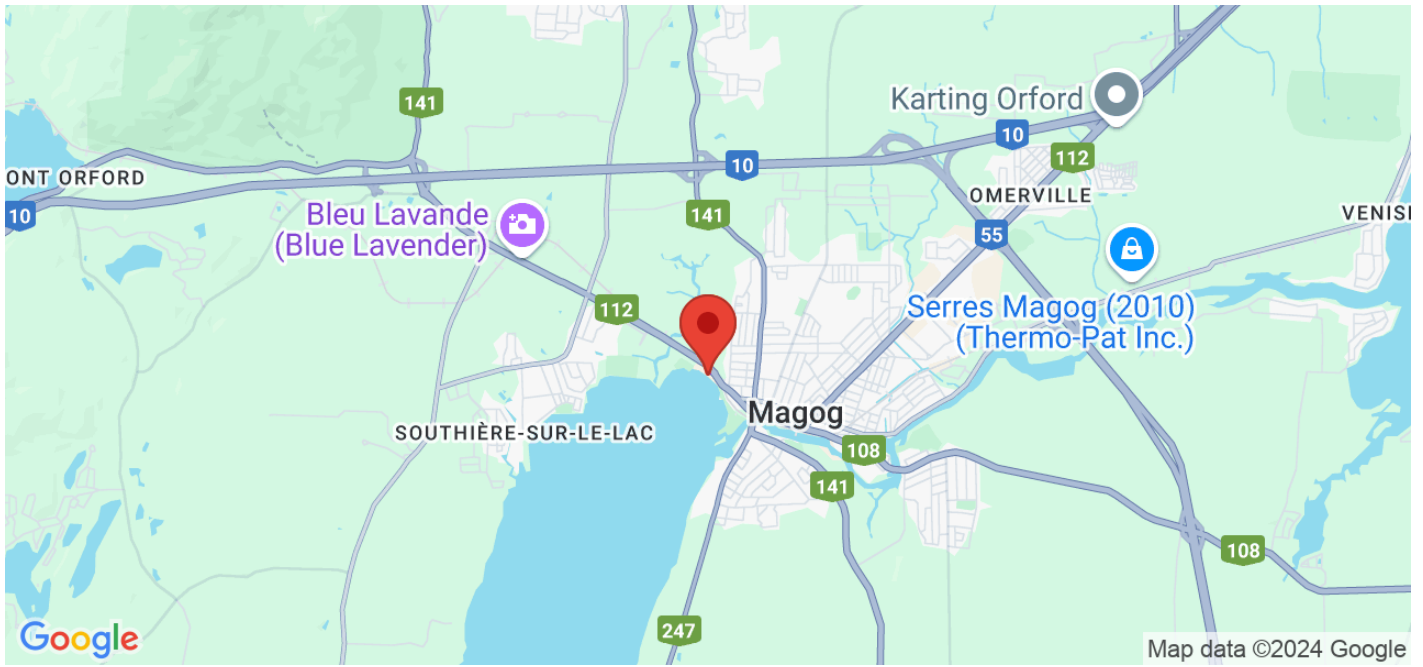 141
Karting Orford
10
10
112
ONT ORFORD
OMERVILLE
10
Bleu Lavande
(Blue Lavender)
141
55
VENISE
112
Serres Magog (2010)
(Thermo-Pat Inc.)
Magog
SOUTHIÈRE-SUR-LE-LAC
108
141
108
247
Google
Map data ©2024 Google